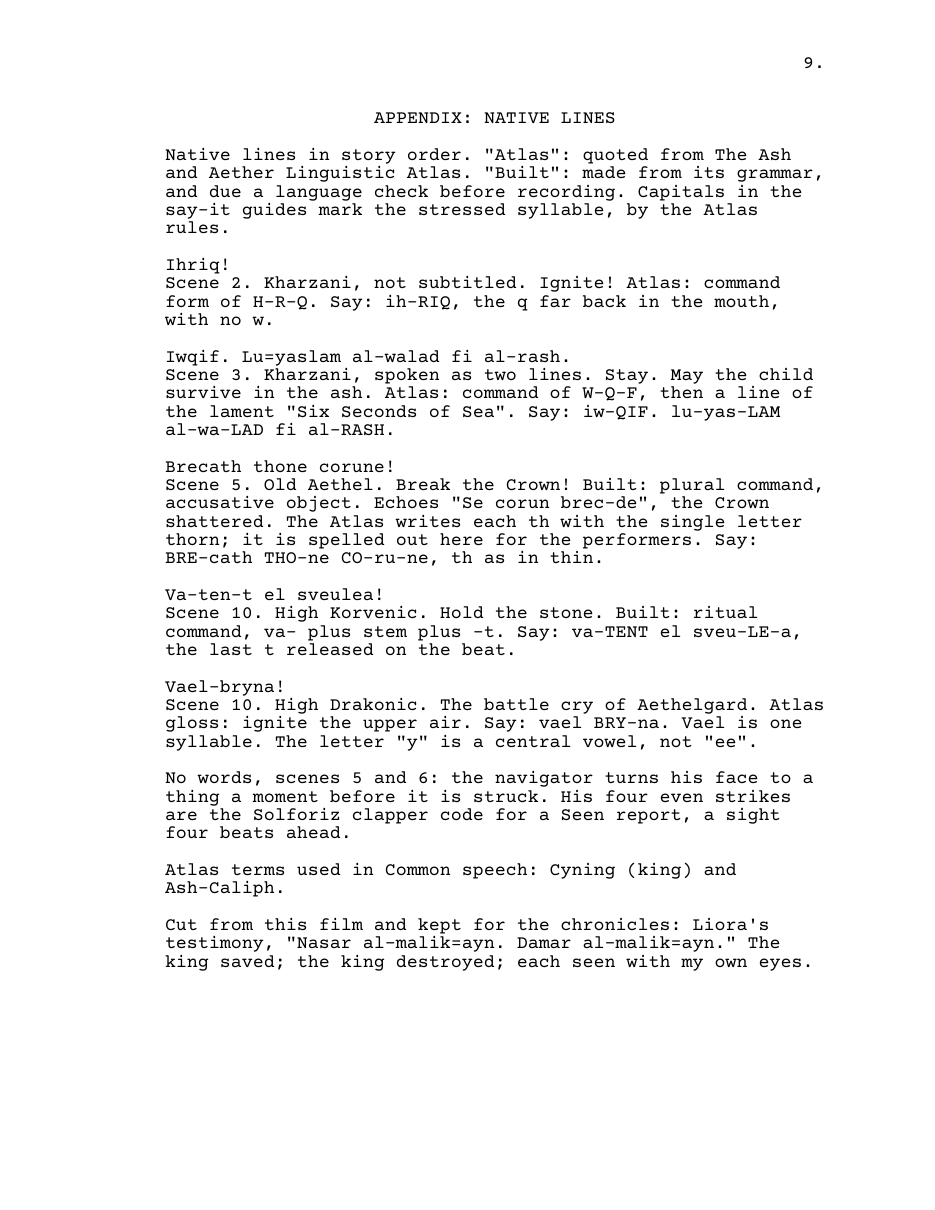 9.
APPENDIX: NATIVE LINES
Native lines in story order. "Atlas": quoted from The Ash
and Aether Linguistic Atlas. "Built": made from its grammar,
and due a language check before recording. Capitals in the
say-it guides mark the stressed syllable, by the Atlas
rules.
Ihriq!
Scene 2. Kharzani, not subtitled. Ignite! Atlas: command
form of H-R-Q. Say: ih-RIQ, the q far back in the mouth,
with no w.
Iwqif. Lu=yaslam al-walad fi al-rash.
Scene 3. Kharzani, spoken as two lines. Stay. May the child
survive in the ash. Atlas: command of W-Q-F, then a line of
the lament "Six Seconds of Sea". Say: iw-QIF. lu-yas-LAM
al-wa-LAD fi al-RASH.
Brecath thone corune!
Scene 5. Old Aethel. Break the Crown! Built: plural command,
accusative object. Echoes "Se corun brec-de", the Crown
shattered. The Atlas writes each th with the single letter
thorn; it is spelled out here for the performers. Say:
BRE-cath THO-ne CO-ru-ne, th as in thin.
Va-ten-t el sveulea!
Scene 10. High Korvenic. Hold the stone. Built: ritual
command, va- plus stem plus -t. Say: va-TENT el sveu-LE-a,
the last t released on the beat.
Vael-bryna!
Scene 10. High Drakonic. The battle cry of Aethelgard. Atlas
gloss: ignite the upper air. Say: vael BRY-na. Vael is one
syllable. The letter "y" is a central vowel, not "ee".
No words, scenes 5 and 6: the navigator turns his face to a
thing a moment before it is struck. His four even strikes
are the Solforiz clapper code for a Seen report, a sight
four beats ahead.
Atlas terms used in Common speech: Cyning (king) and
Ash-Caliph.
Cut from this film and kept for the chronicles: Liora's
testimony, "Nasar al-malik=ayn. Damar al-malik=ayn." The
king saved; the king destroyed; each seen with my own eyes.